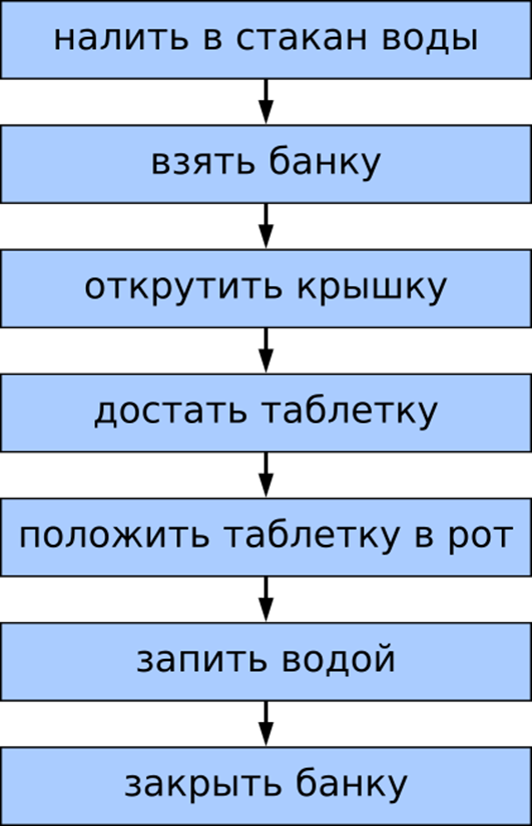 налить в стакан воды
взять банку
открутить крышку
достать таблетку
положить таблетку в рот
запить водой
закрыть банку